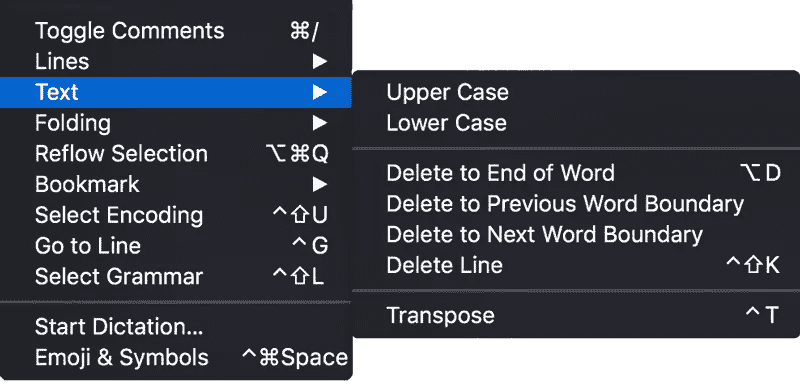 Toggle Comments ⌘/
Lines ▶
Text ▶
Folding ▶
Reflow Selection ⌥⌘Q
Bookmark ▶
Select Encoding ^⇧U
Go to Line ^G
Select Grammar ^⇧L
Start Dictation...
Emoji & Symbols ^⌘Space
Upper Case
Lower Case
Delete to End of Word ⌥D
Delete to Previous Word Boundary
Delete to Next Word Boundary
Delete Line ^⇧K
Transpose ^T